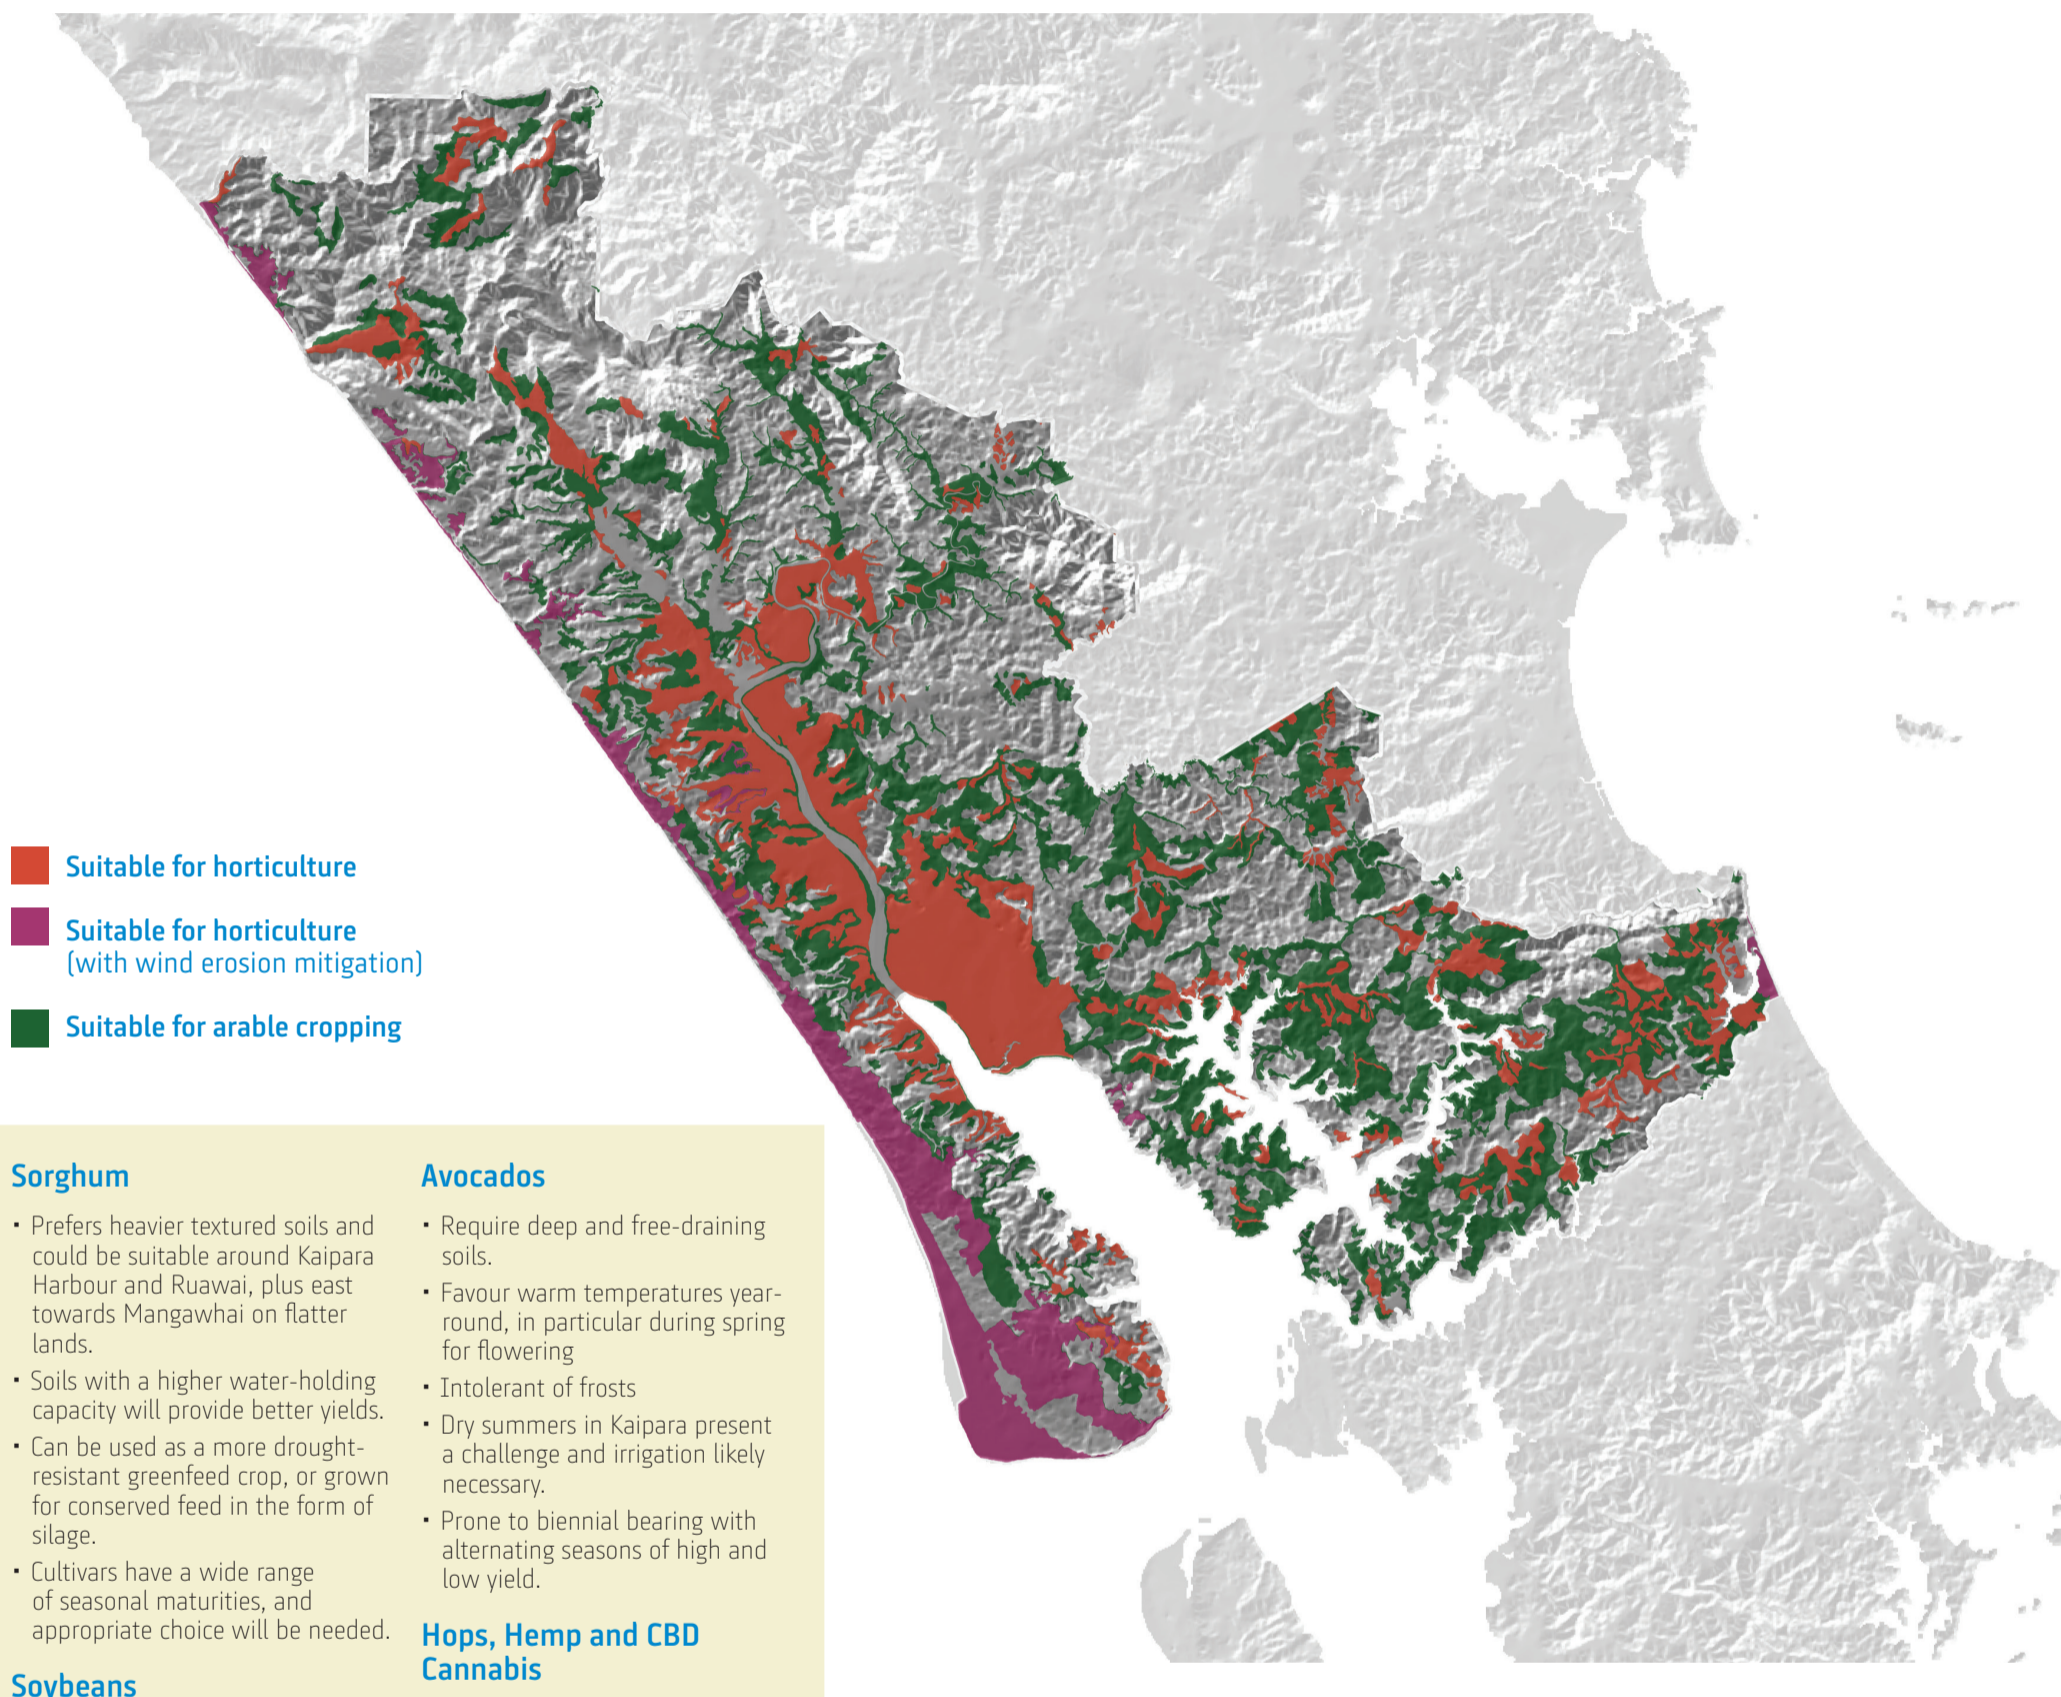 Suitable for horticulture
Suitable for horticulture
(with wind erosion mitigation)
Suitable for arable cropping
Sorghum
▪ Prefers heavier textured soils and
could be suitable around Kaipara
Harbour and Ruawai, plus east
towards Mangawhai on flatter
lands.
▪ Soils with a higher water-holding
capacity will provide better yields.
▪ Can be used as a more drought-
resistant greenfeed crop, or grown
for conserved feed in the form of
silage.
▪ Cultivars have a wide range
of seasonal maturities, and
appropriate choice will be needed.
Soybeans
Avocados
▪ Require deep and free-draining
soils.
▪ Favour warm temperatures year-
round, in particular during spring
for flowering
▪ Intolerant of frosts
▪ Dry summers in Kaipara present
a challenge and irrigation likely
necessary.
▪ Prone to biennial bearing with
alternating seasons of high and
low yield.
Hops, Hemp and CBD
Cannabis